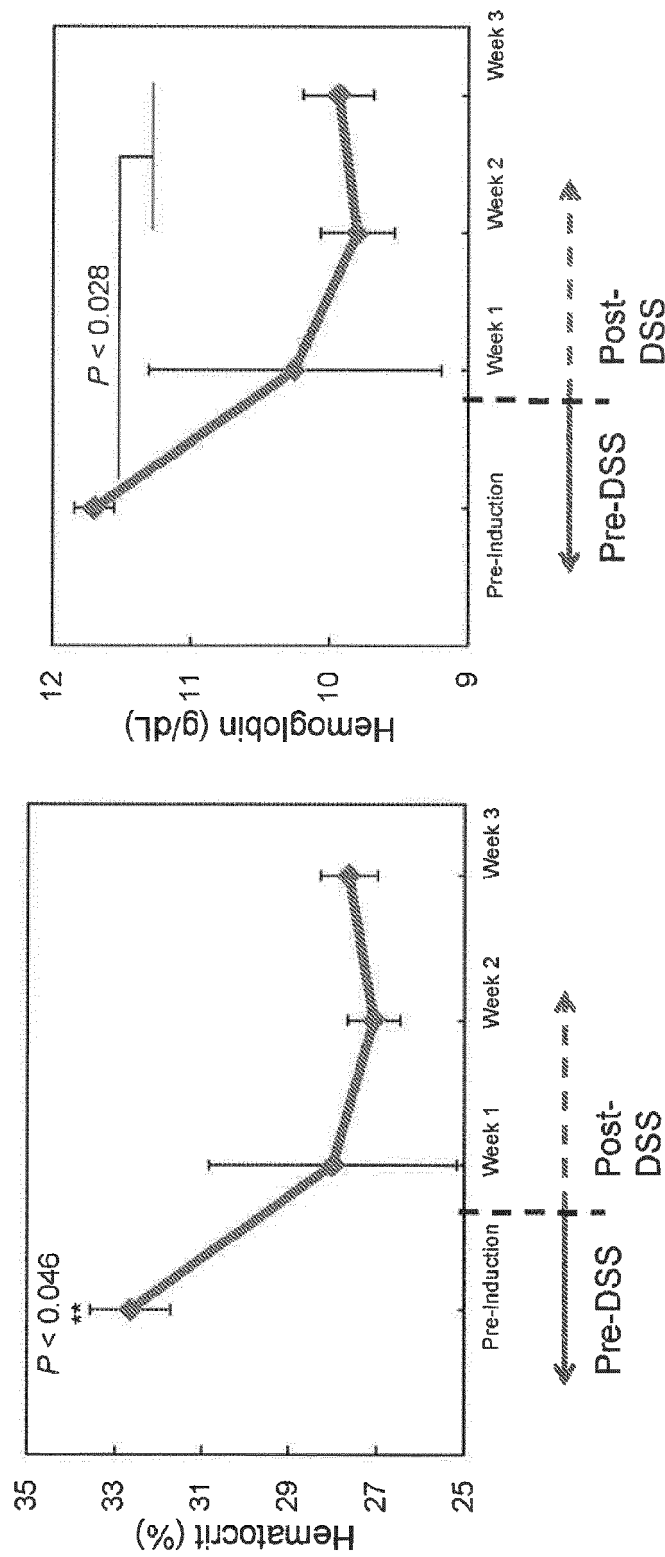 P < 0.046
**
Hematocrit (%)
35
33
31
29
27
25
Pre-Induction
Week 1
Week 2
Week 3
Pre-DSS
Post-
DSS
P < 0.028
Hemoglobin (g/dL)
12
11
10
9
Pre-Induction
Week 1
Week 2
Week 3
Pre-DSS
Post-
DSS